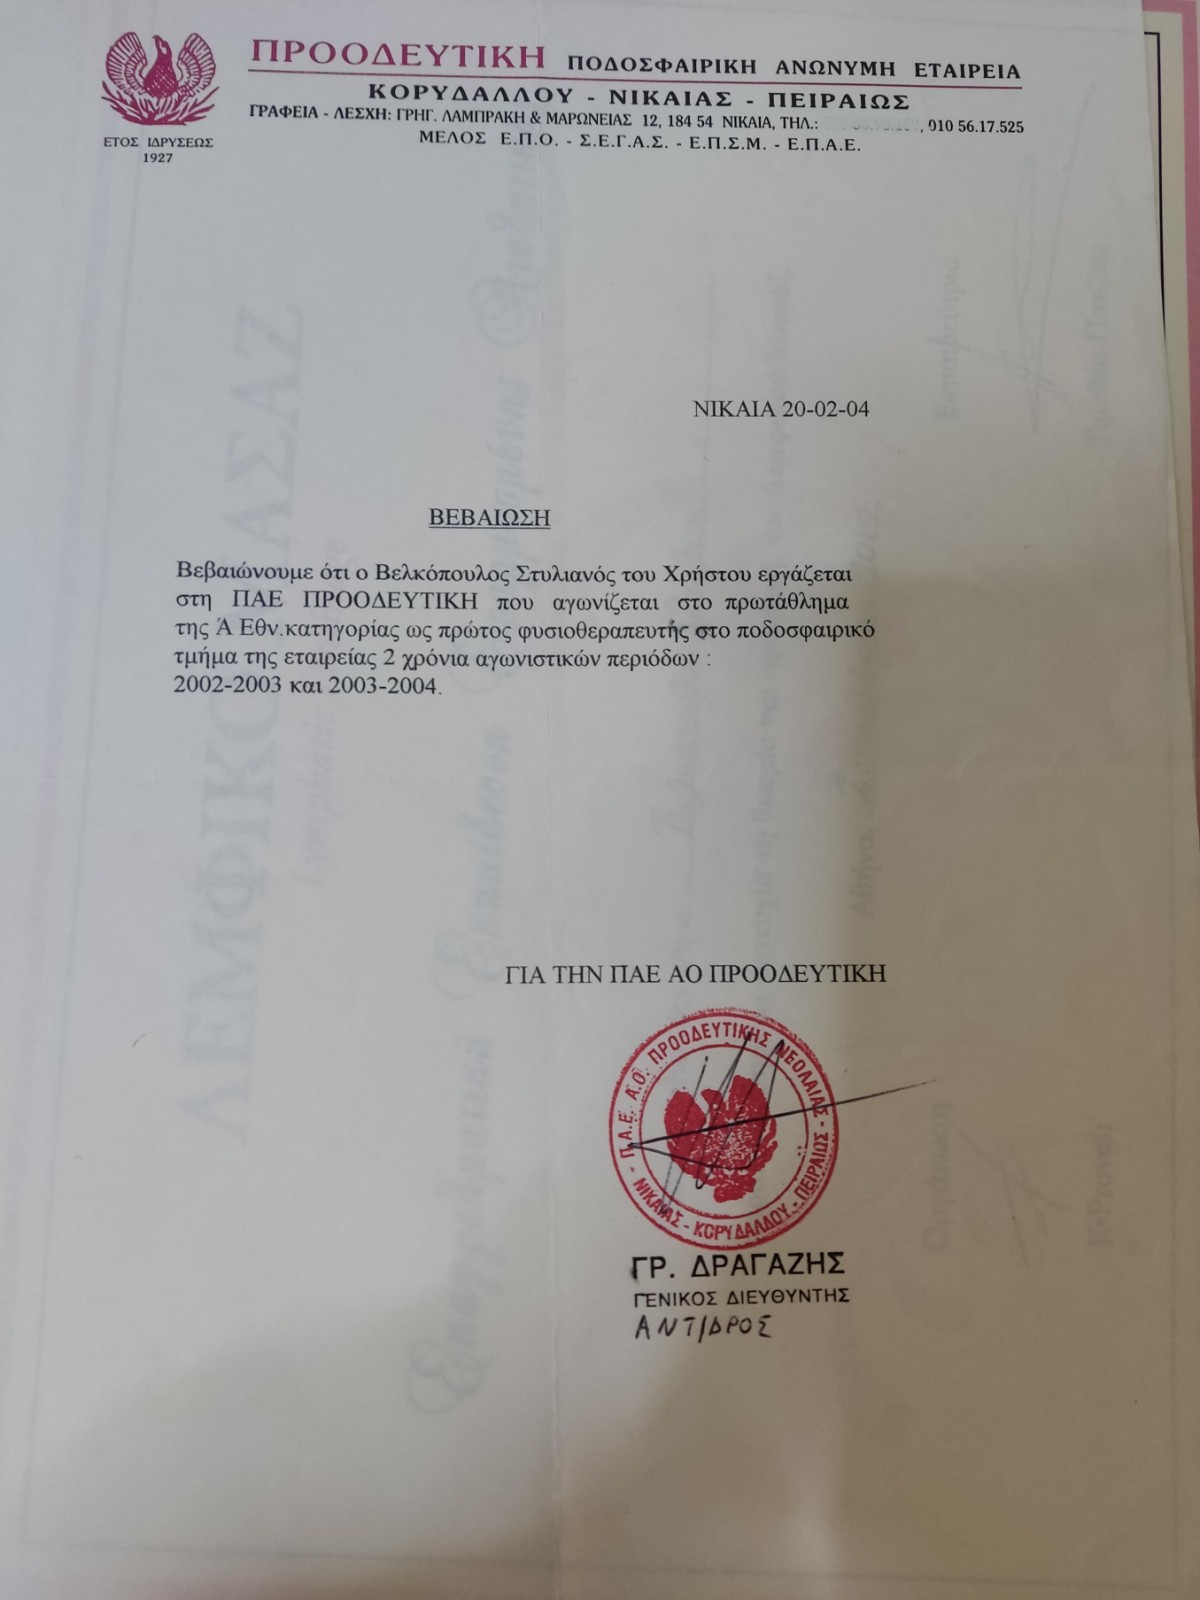 ΠΡΟΟΔΕΥΤΙΚΗ ΠΟΔΟΣΦΑΙΡΙΚΗ ΑΝΩΝΥΜΗ ΕΤΑΙΡΕΙΑ
ΚΟΡΥΔΑΛΛΟΥ - ΝΙΚΑΙΑΣ - ΠΕΙΡΑΙΩΣ
ΓΡΑΦΕΙΑ - ΛΕΣΧΗ: ΓΡΗΓ. ΛΑΜΠΡΑΚΗ & ΜΑΡΩΝΕΙΑΣ 12, 184 54 ΝΙΚΑΙΑ, ΤΗΛ.: , 010 56.17.525
ΜΕΛΟΣ Ε.Π.Ο. - Σ.Ε.Γ.Α.Σ. - Ε.Π.Σ.Μ. - Ε.Π.Α.Ε.
ΕΤΟΣ ΙΔΡΥΣΕΩΣ
1927
ΝΙΚΑΙΑ 20-02-04
ΒΕΒΑΙΩΣΗ
Βεβαιώνουμε ότι ο Βελκόπουλος Στυλιανός του Χρήστου εργάζεται
στη ΠΑΕ ΠΡΟΟΔΕΥΤΙΚΗ που αγωνίζεται στο πρωτάθλημα
της Ά Εθν.κατηγορίας ως πρώτος φυσιοθεραπευτής στο ποδοσφαιρικό
τμήμα της εταιρείας 2 χρόνια αγωνιστικών περιόδων :
2002-2003 και 2003-2004.
ΓΙΑ ΤΗΝ ΠΑΕ ΑΟ ΠΡΟΟΔΕΥΤΙΚΗ
Π.Α.Ε. Α.Ο. ΠΡΟΟΔΕΥΤΙΚΗΣ ΝΕΟΛΑΙΑΣ
- ΝΙΚΑΙΑΣ - ΚΟΡΥΔΑΛΛΟΥ - ΠΕΙΡΑΙΩΣ -
ΓΡ. ΔΡΑΓΑΖΗΣ
ΓΕΝΙΚΟΣ ΔΙΕΥΘΥΝΤΗΣ
ΑΝΤ/ΔΡΟΣ